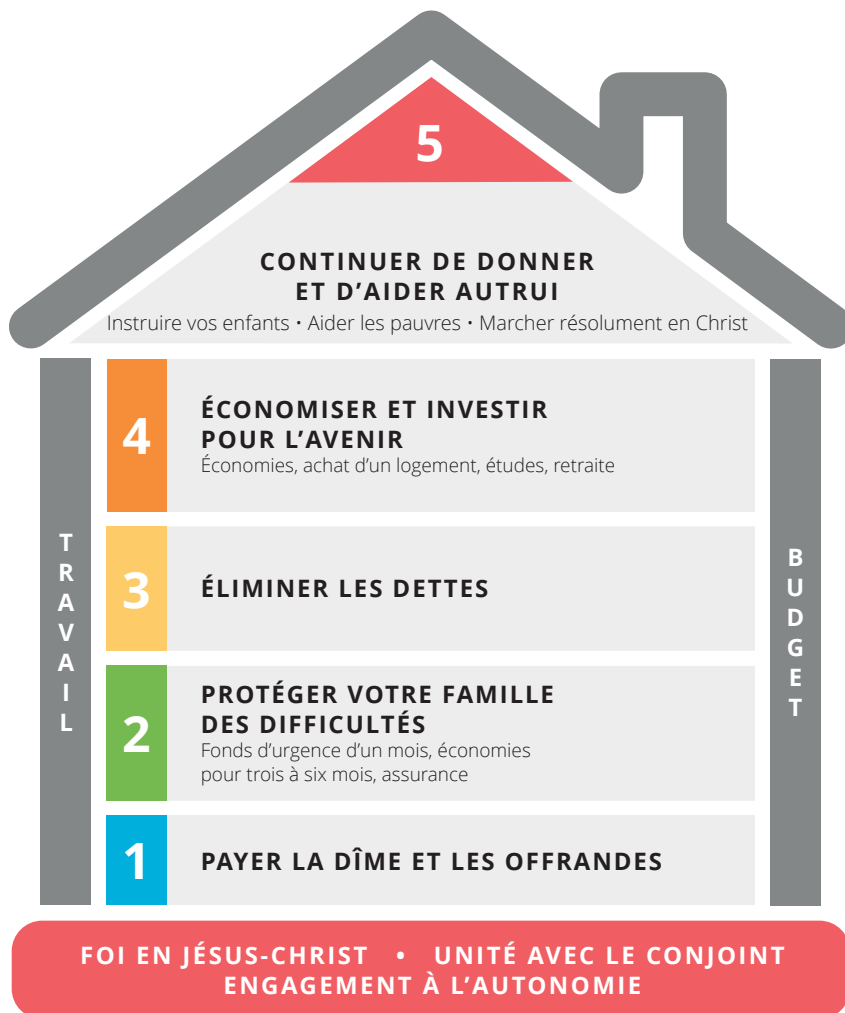 5
CONTINUER DE DONNER
ET D’AIDER AUTRUI
Instruire vos enfants • Aider les pauvres • Marcher résolument en Christ
4
ÉCONOMISER ET INVESTIR
POUR L’AVENIR
Économies, achat d’un logement, études, retraite
3
ÉLIMINER LES DETTES
2
PROTÉGER VOTRE FAMILLE
DES DIFFICULTÉS
Fonds d’urgence d’un mois, économies
pour trois à six mois, assurance
1
PAYER LA DÎME ET LES OFFRANDES
TRAVAIL
BUDGET
FOI EN JÉSUS-CHRIST • UNITÉ AVEC LE CONJOINT
ENGAGEMENT À L’AUTONOMIE